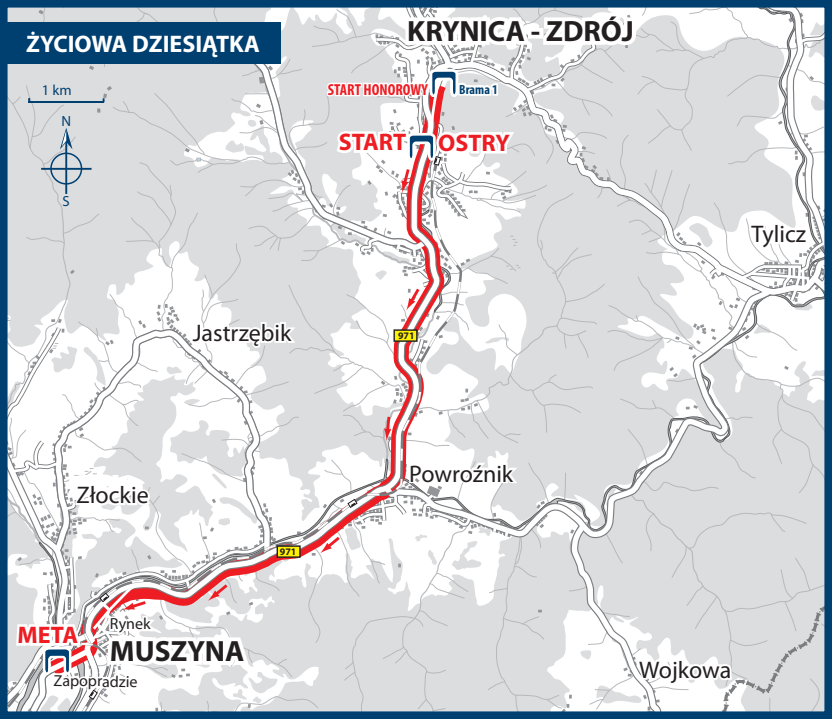 ŻYCIOWA DZIESIĄTKA
KRYNICA - ZDRÓJ
1 km
START HONOROWY
Brama 1
N
S
START OSTRY
Tylicz
971
Jastrzębik
Powroźnik
Złockie
971
Rynek
META
MUSZYNA
Zapopradzie
Wojkowa